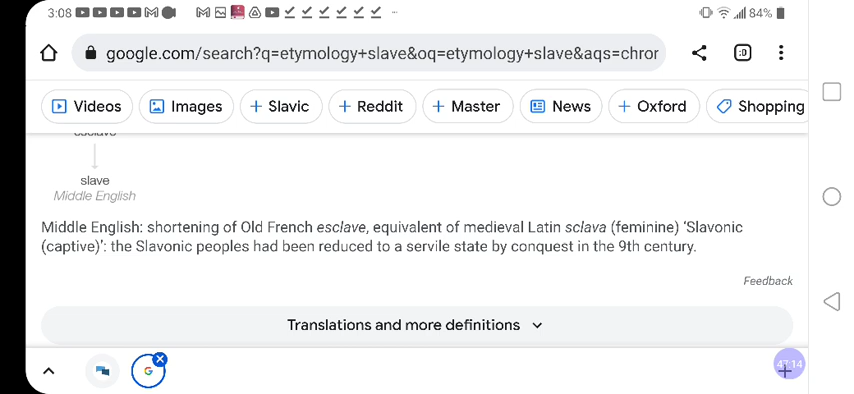 3:08
84%
google.com/search?q=etymology+slave&oq=etymology+slave&aqs=chror
:D
Videos
Images
+ Slavic
+ Reddit
+ Master
News
+ Oxford
Shopping
slave
Middle English
Middle English: shortening of Old French esclave, equivalent of medieval Latin sclava (feminine) ‘Slavonic
(captive)’: the Slavonic peoples had been reduced to a servile state by conquest in the 9th century.
Feedback
Translations and more definitions
47:14